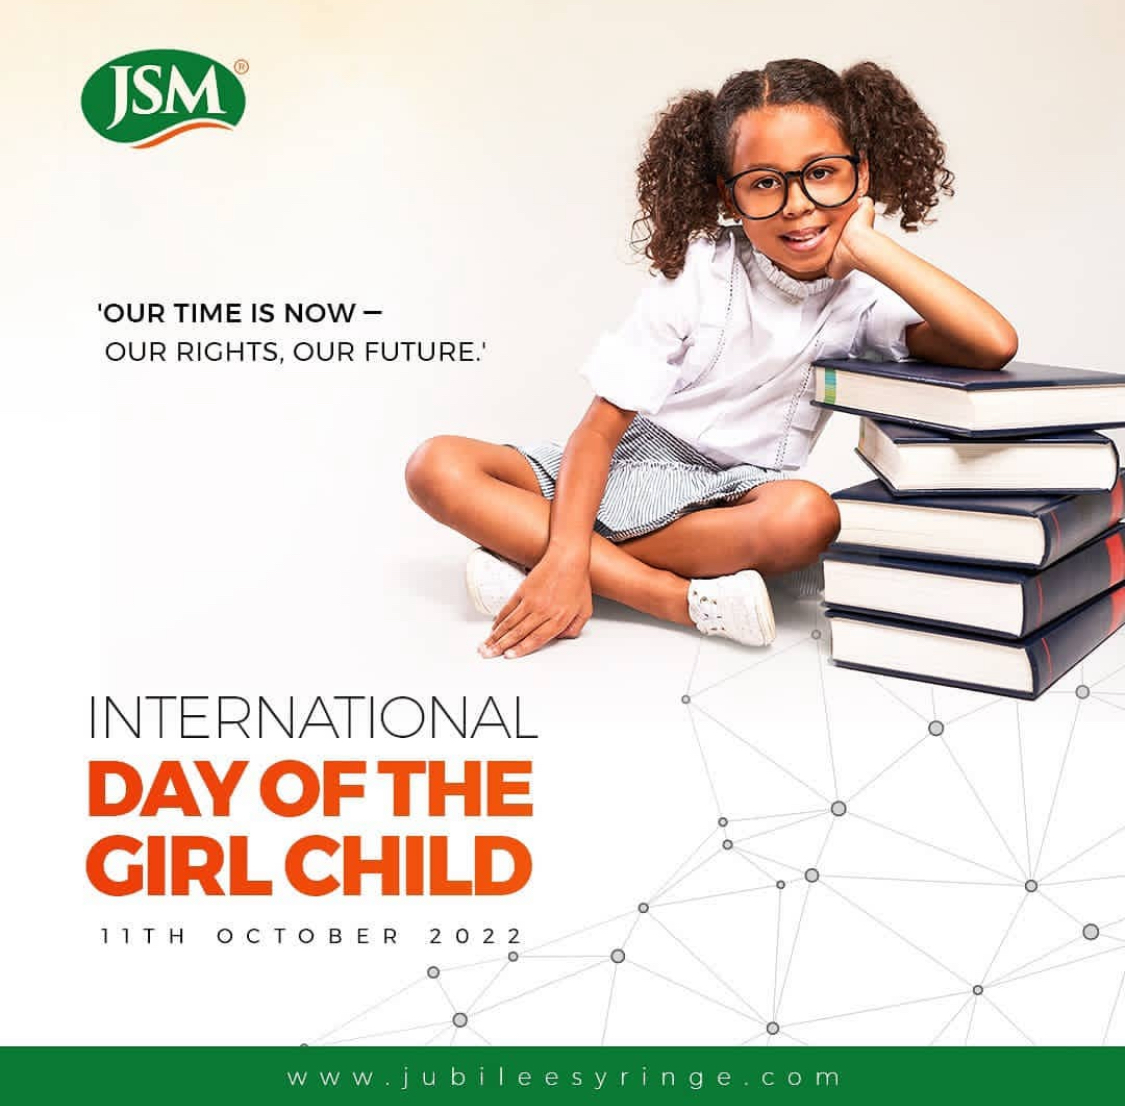 JSM®
'OUR TIME IS NOW –
OUR RIGHTS, OUR FUTURE.'
INTERNATIONAL
DAY OF THE
GIRL CHILD
11TH OCTOBER 2022
www.jubileesyringe.com